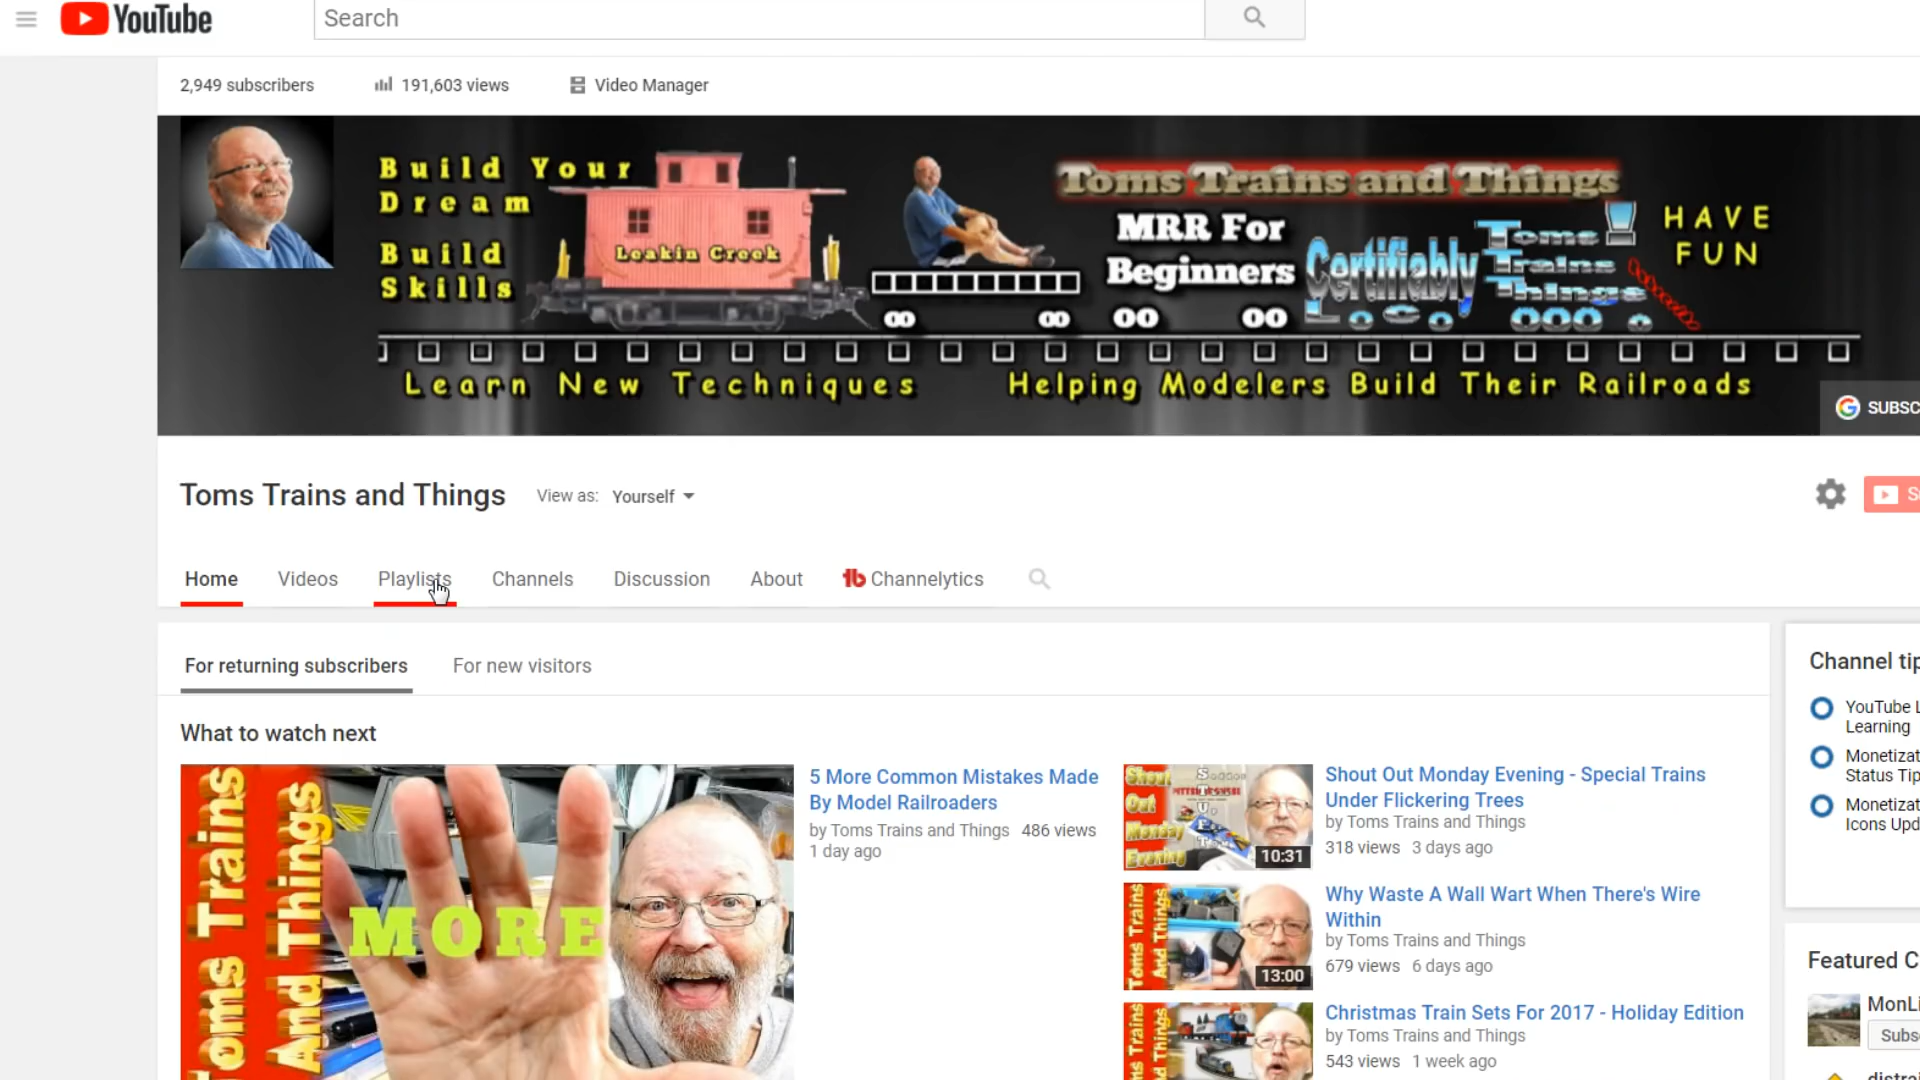 YouTube
Search
2,949 subscribers
191,603 views
Video Manager
Build Your
Dream
Build
Skills
Leakin Creek
Toms Trains and Things
MRR For
Beginners
Certifiably
Toms
Trains
Things
HAVE
FUN
Learn New Techniques
Helping Modelers Build Their Railroads
SUBSC
Toms Trains and Things
View as: Yourself
Home
Videos
Playlists
Channels
Discussion
About
Channelytics
For returning subscribers
For new visitors
What to watch next
Toms Trains
And Things
MORE
5 More Common Mistakes Made
By Model Railroaders
by Toms Trains and Things 486 views
1 day ago
Shout
Out
Monday
Evening
10:31
Shout Out Monday Evening - Special Trains
Under Flickering Trees
by Toms Trains and Things
318 views 3 days ago
Toms Trains
And Things
13:00
Why Waste A Wall Wart When There's Wire
Within
by Toms Trains and Things
679 views 6 days ago
Christmas Train Sets For 2017 - Holiday Edition
by Toms Trains and Things
543 views 1 week ago
Channel tip
YouTube L
Learning
Monetizat
Status Tip
Monetizat
Icons Upd
Featured C
MonLi
Subs